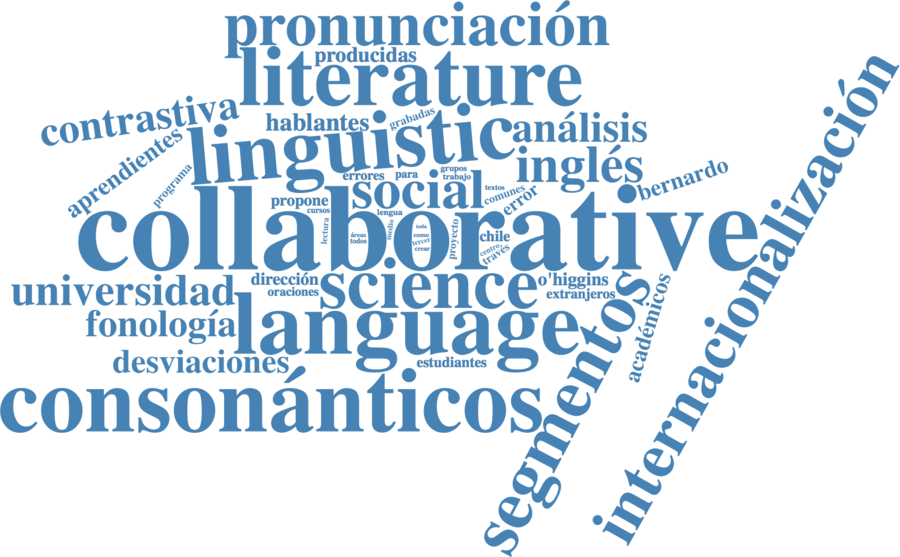 pronunciación
producidas
literature
contrastiva
hablantes
grabadas
linguistic
análisis
aprendientes
programa
errores
para
grupos
trabajo
inglés
social
textos
comunes
error
bernardo
propone
cursos
lengua
collaborative
lectura
áreas
todos
medio
toda
como
tercer
crear
proyecto
chile
centro
través
internacionalización
dirección
oraciones
science
o'higgins
extranjeros
universidad
segmentos
académicos
fonología
language
desviaciones
estudiantes
consonánticos